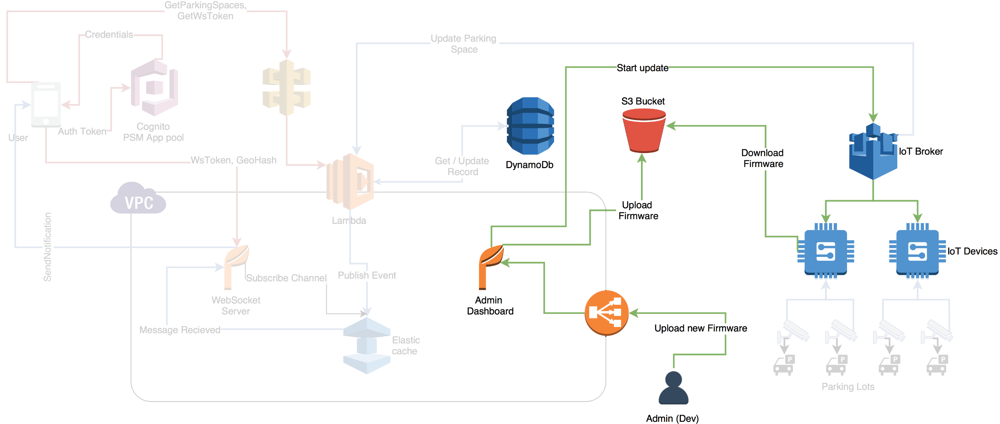 GetParkingSpaces,
GetWsToken
Credentials
Update Parking
Space
Start update
S3 Bucket
User
Auth Token
Cognito
PSM App pool
IoT Broker
Download
Firmware
WsToken, GeoHash
Get / Update
Record
DynamoDb
VPC
Upload
Firmware
Lambda
SendNotification
IoT Devices
Subscribe Channel
Publish Event
WebSocket
Server
Admin
Dashboard
Message Recieved
Upload new Firmware
Elastic
cache
P
P
P
P
Parking Lots
Admin (Dev)